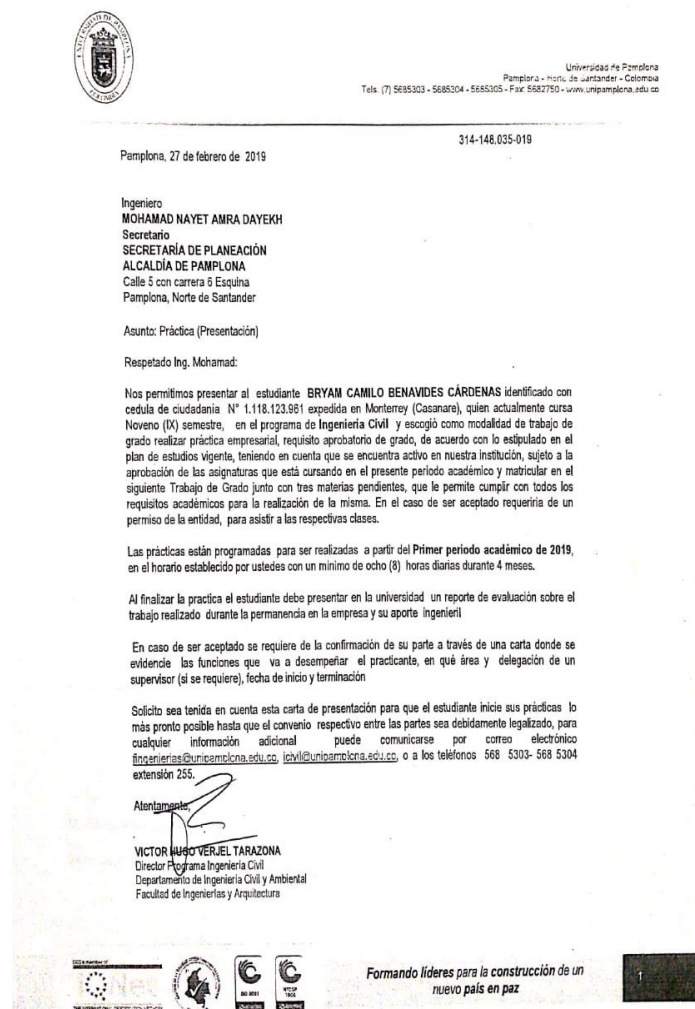 UNIVERSIDAD DE PAMPLONA
COLOMBIA
Universidad de Pamplona
Pamplona - Norte de Santander - Colombia
Tels. (7) 5685303 - 5685304 - 5685305 - Fax: 5682750 - www.unipamplona.edu.co
314-148.035-019
Pamplona, 27 de febrero de 2019
Ingeniero
MOHAMAD NAYET AMRA DAYEKH
Secretario
SECRETARÍA DE PLANEACIÓN
ALCALDÍA DE PAMPLONA
Calle 5 con carrera 6 Esquina
Pamplona, Norte de Santander
Asunto: Práctica (Presentación)
Respetado Ing. Mohamad:
Nos permitimos presentar al estudiante BRYAM CAMILO BENAVIDES CÁRDENAS identificado con
cedula de ciudadanía N° 1.118.123.961 expedida en Monterrey (Casanare), quien actualmente cursa
Noveno (IX) semestre, en el programa de Ingeniería Civil y escogió como modalidad de trabajo de
grado realizar práctica empresarial, requisito aprobatorio de grado, de acuerdo con lo estipulado en el
plan de estudios vigente, teniendo en cuenta que se encuentra activo en nuestra institución, sujeto a la
aprobación de las asignaturas que está cursando en el presente periodo académico y matricular en el
siguiente Trabajo de Grado junto con tres materias pendientes, que le permite cumplir con todos los
requisitos académicos para la realización de la misma. En el caso de ser aceptado requeriría de un
permiso de la entidad, para asistir a las respectivas clases.
Las prácticas están programadas para ser realizadas a partir del Primer periodo académico de 2019,
en el horario establecido por ustedes con un mínimo de ocho (8) horas diarias durante 4 meses.
Al finalizar la practica el estudiante debe presentar en la universidad un reporte de evaluación sobre el
trabajo realizado durante la permanencia en la empresa y su aporte ingenieril
En caso de ser aceptado se requiere de la confirmación de su parte a través de una carta donde se
evidencie las funciones que va a desempeñar el practicante, en qué área y delegación de un
supervisor (si se requiere), fecha de inicio y terminación
Solicito sea tenida en cuenta esta carta de presentación para que el estudiante inicie sus prácticas lo
más pronto posible hasta que el convenio respectivo entre las partes sea debidamente legalizado, para
cualquier información adicional puede comunicarse por correo electrónico
fingenierias@unipamplona.edu.co, icivil@unipamplona.edu.co, o a los teléfonos 568 5303- 568 5304
extensión 255.
Atentamente,
VICTOR HUGO VERJEL TARAZONA
Director Programa Ingeniería Civil
Departamento de Ingeniería Civil y Ambiental
Facultad de Ingenierías y Arquitectura
ISO 9001
Formando líderes para la construcción de un
nuevo país en paz
1